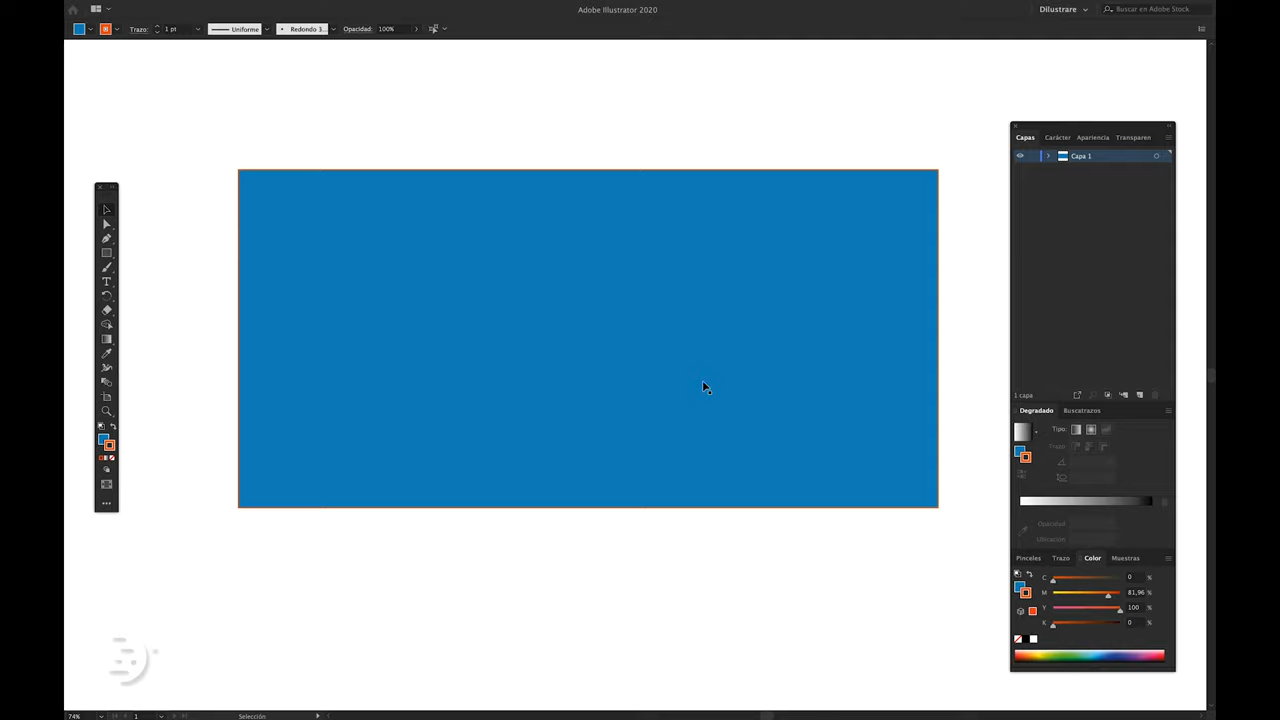 Adobe Illustrator 2020
Dilustrare
Buscar en Adobe Stock
Trazo: 1 pt Uniforme Redondo 3... Opacidad: 100%
Capas Carácter Apariencia Transparen
Capa 1
1 capa
Degradado Buscatrazos
Tipo:
Trazo
Opacidad:
Ubicación:
Pinceles Trazo Color Muestras
C 0 %
M 81,96 %
Y 100 %
K 0 %
74% 1 Selección